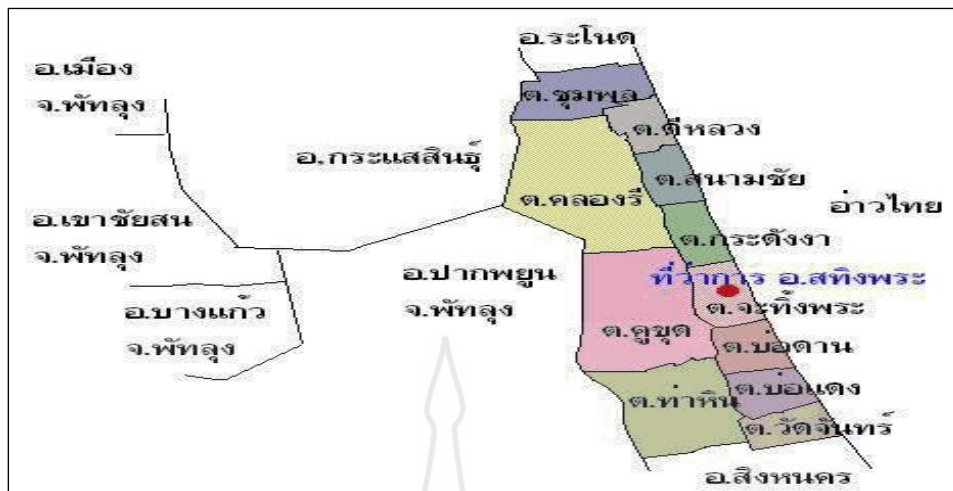 อ.ระโนด
อ.เมือง
จ.พัทลุง
ต.ชุมพล
ต.ดีหลวง
อ.กระแสสินธุ์
ต.สนามชัย
ต.คลองรี
อ่าวไทย
อ.เขาชัยสน
จ.พัทลุง
ต.กระดังงา
อ.ปากพยูน
จ.พัทลุง
ที่ว่าการ อ.สทิงพระ
ต.จะทิ้งพระ
อ.บางแก้ว
จ.พัทลุง
ต.คูขุด
ต.บ่อดาน
ต.ท่าหิน
ต.บ่อแดง
ต.วัดจันทร์
อ.สิงหนคร